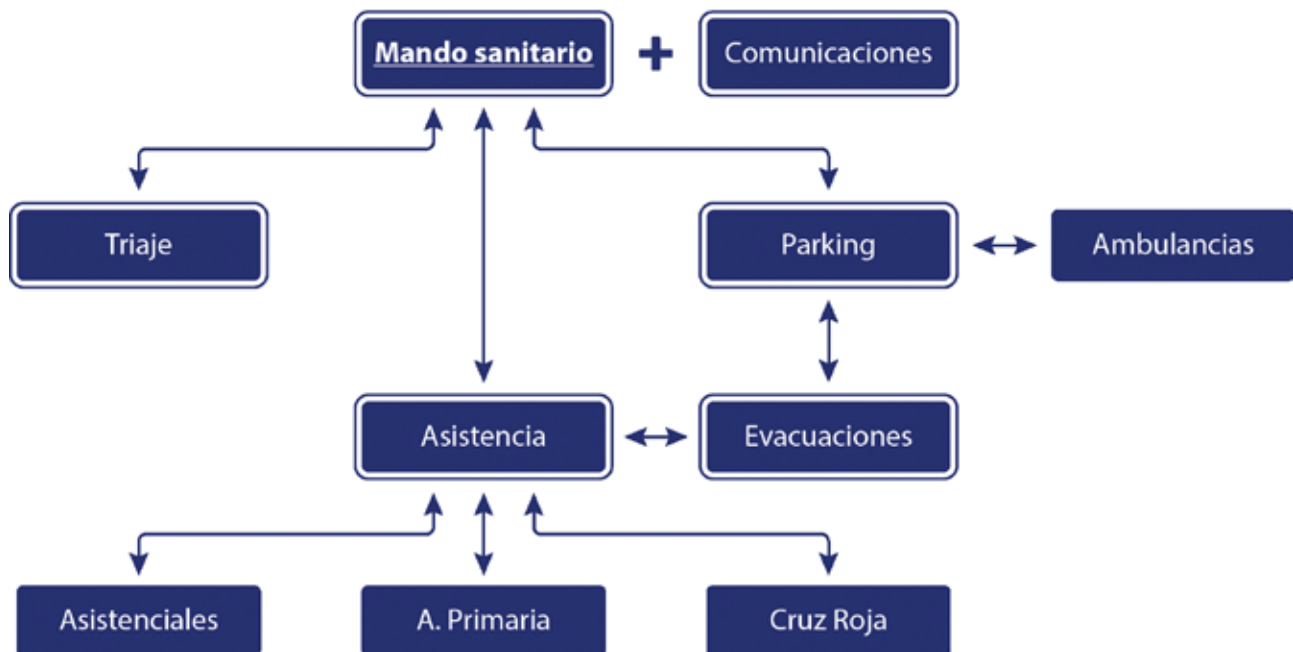 Mando sanitario
+
Comunicaciones
Triaje
Parking
Ambulancias
Asistencia
Evacuaciones
Asistenciales
A. Primaria
Cruz Roja